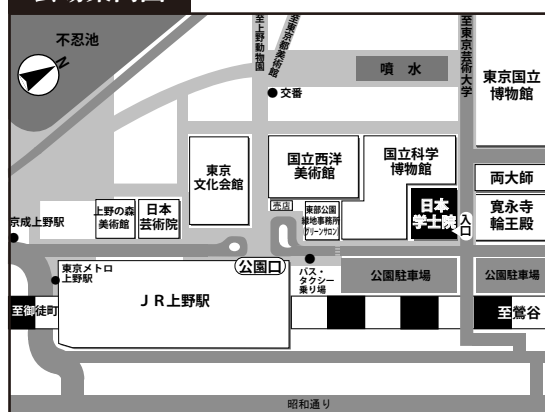 不忍池
N
至上野動物園
至東京都美術館
至東京芸術大学
噴水
交番
東京国立
博物館
東京
文化会館
国立西洋
美術館
国立科学
博物館
両大師
上野の森
美術館
日本
芸術院
売店
東部公園
緑地事務所
グリーンサロン
日本
学士院
入口
寛永寺
輪王殿
京成上野駅
東京メトロ
上野駅
公園口
バス・
タクシー
乗り場
公園駐車場
公園駐車場
至御徒町
JR上野駅
至鶯谷
昭和通り